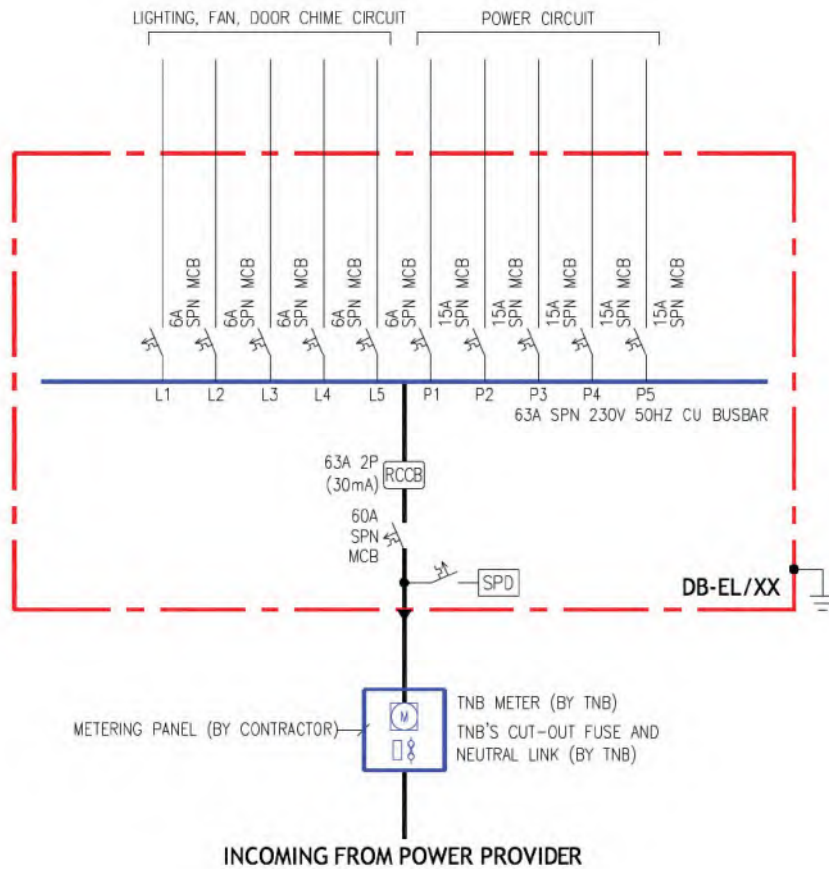 LIGHTING, FAN, DOOR CHIME CIRCUIT
POWER CIRCUIT
6A
SPN MCB
6A
SPN MCB
6A
SPN MCB
6A
SPN MCB
6A
SPN MCB
15A
SPN MCB
15A
SPN MCB
15A
SPN MCB
15A
SPN MCB
15A
SPN MCB
L1 L2 L3 L4 L5 P1 P2 P3 P4 P5
63A SPN 230V 50HZ CU BUSBAR
63A 2P
(30mA)
RCCB
60A
SPN
MCB
SPD
DB-EL/XX
METERING PANEL (BY CONTRACTOR)
M
TNB METER (BY TNB)
TNB'S CUT-OUT FUSE AND
NEUTRAL LINK (BY TNB)
INCOMING FROM POWER PROVIDER